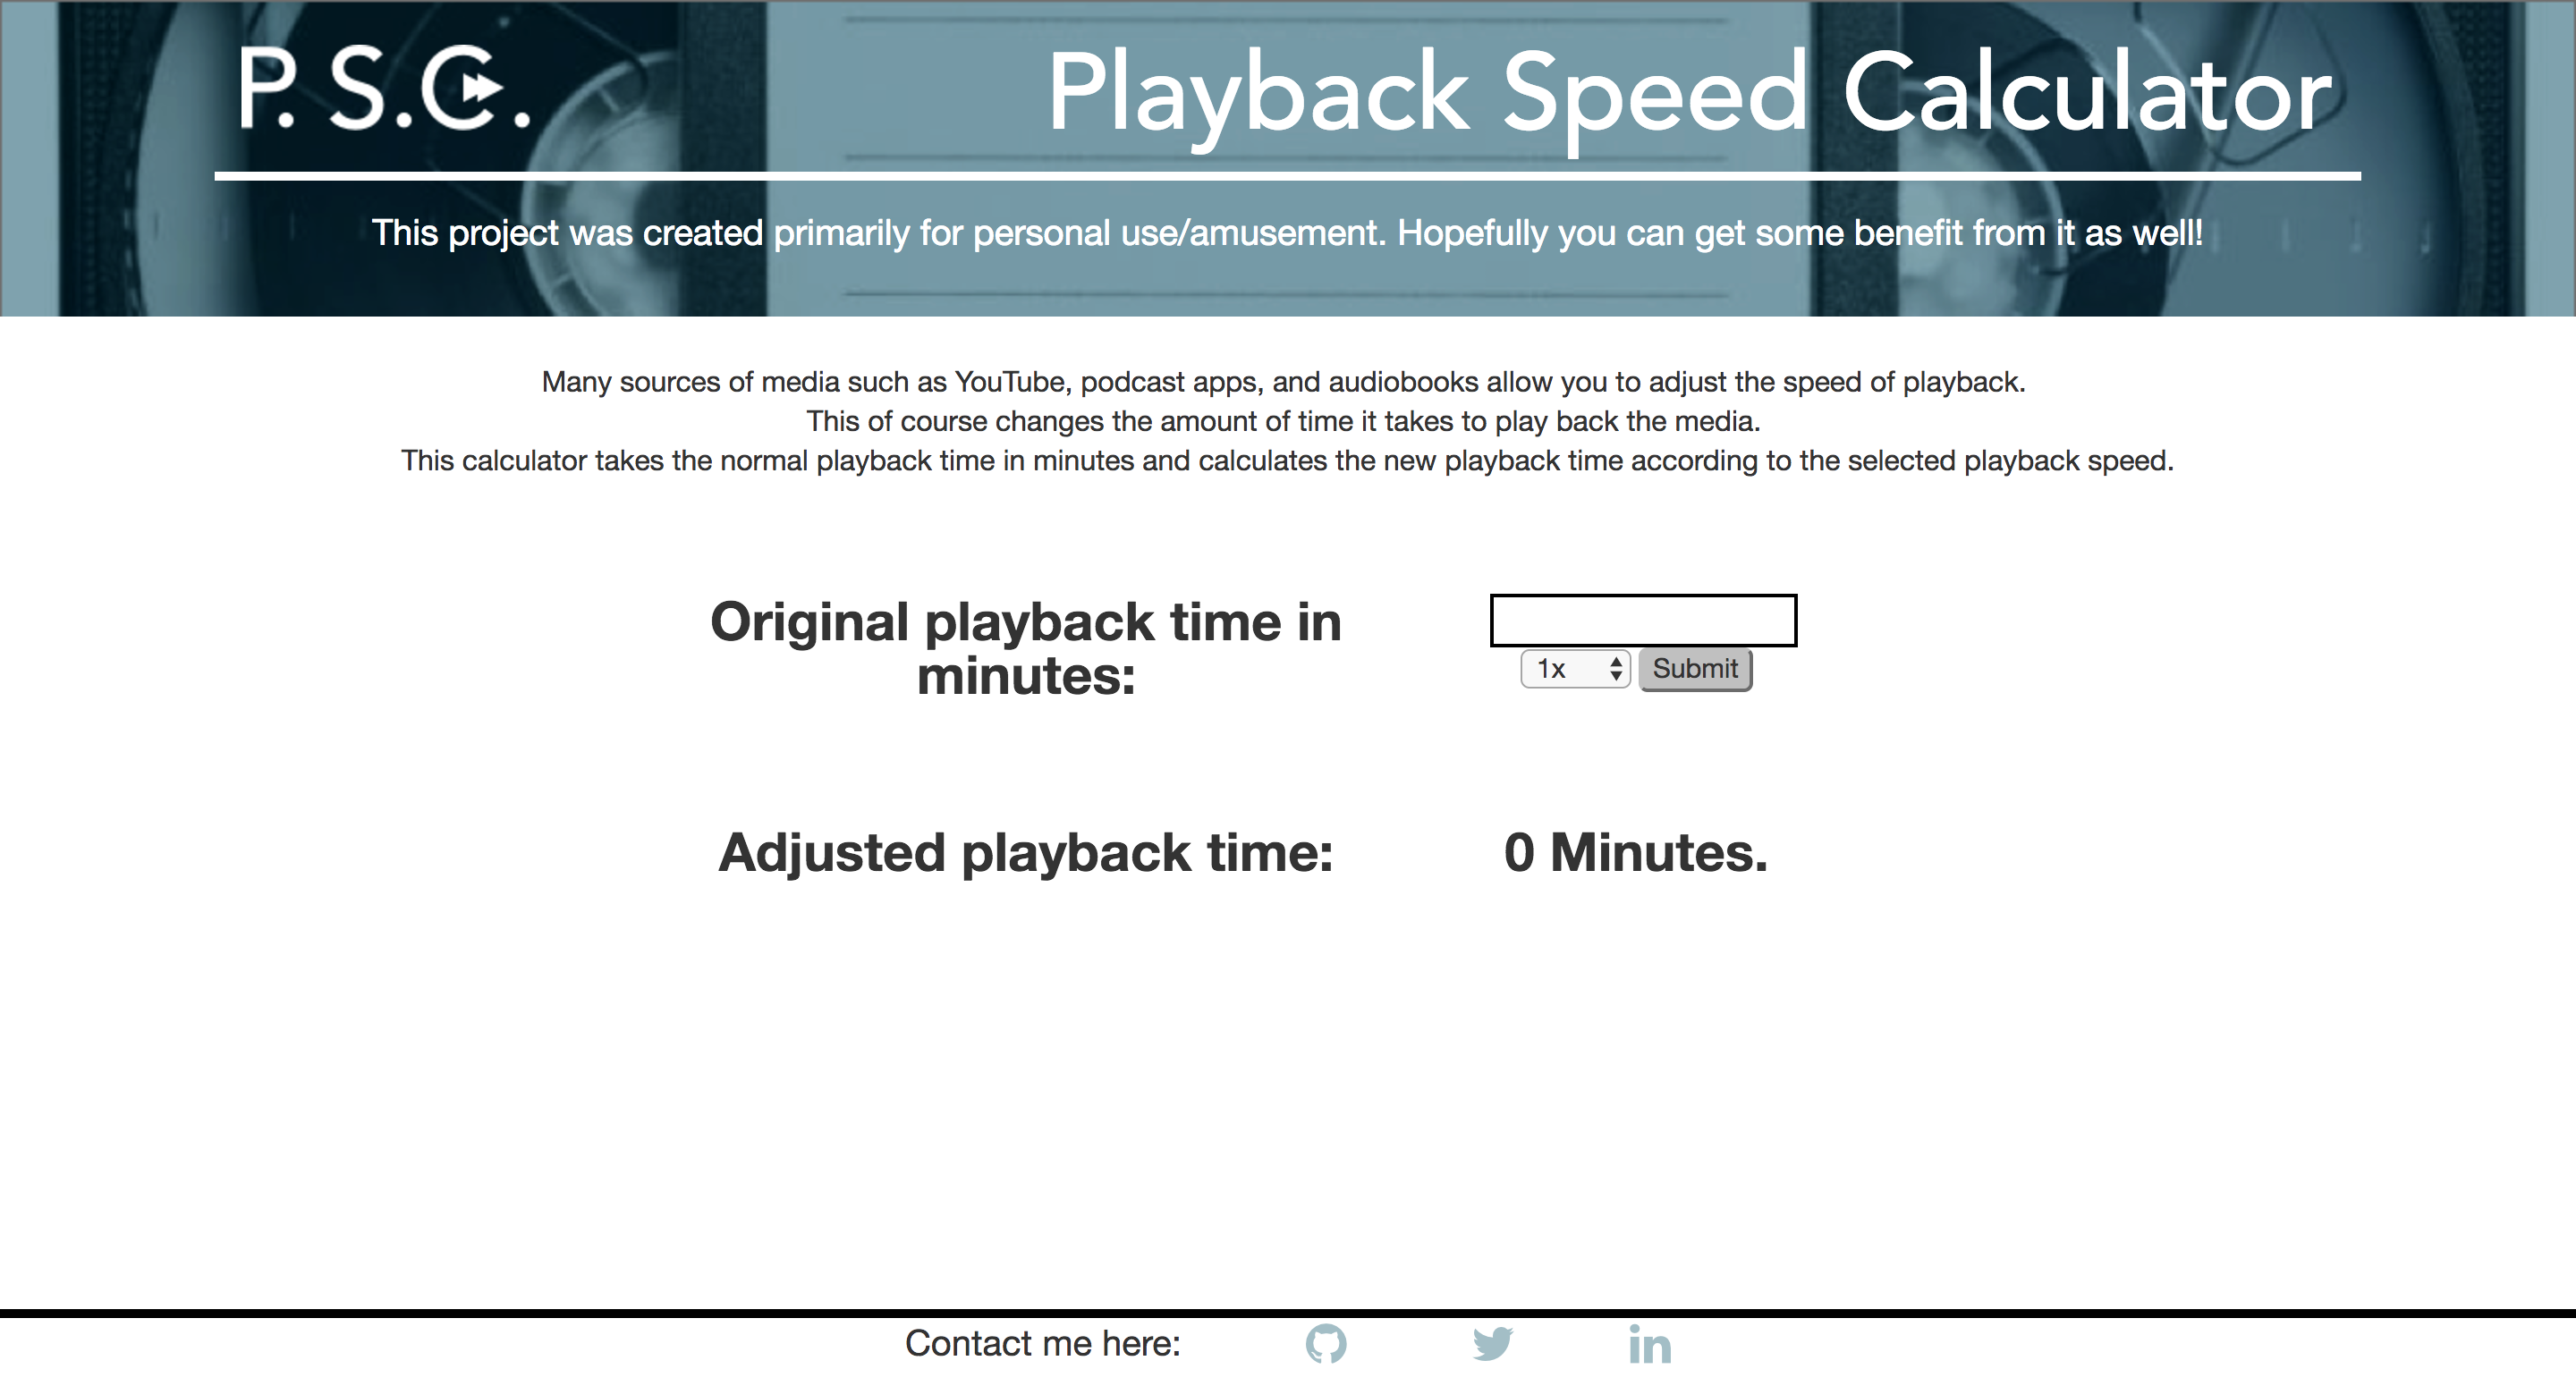 P. S.C.
Playback Speed Calculator
This project was created primarily for personal use/amusement. Hopefully you can get some benefit from it as well!
Many sources of media such as YouTube, podcast apps, and audiobooks allow you to adjust the speed of playback.
This of course changes the amount of time it takes to play back the media.
This calculator takes the normal playback time in minutes and calculates the new playback time according to the selected playback speed.
Original playback time in
minutes:
1x
Submit
Adjusted playback time:
0 Minutes.
Contact me here:
in